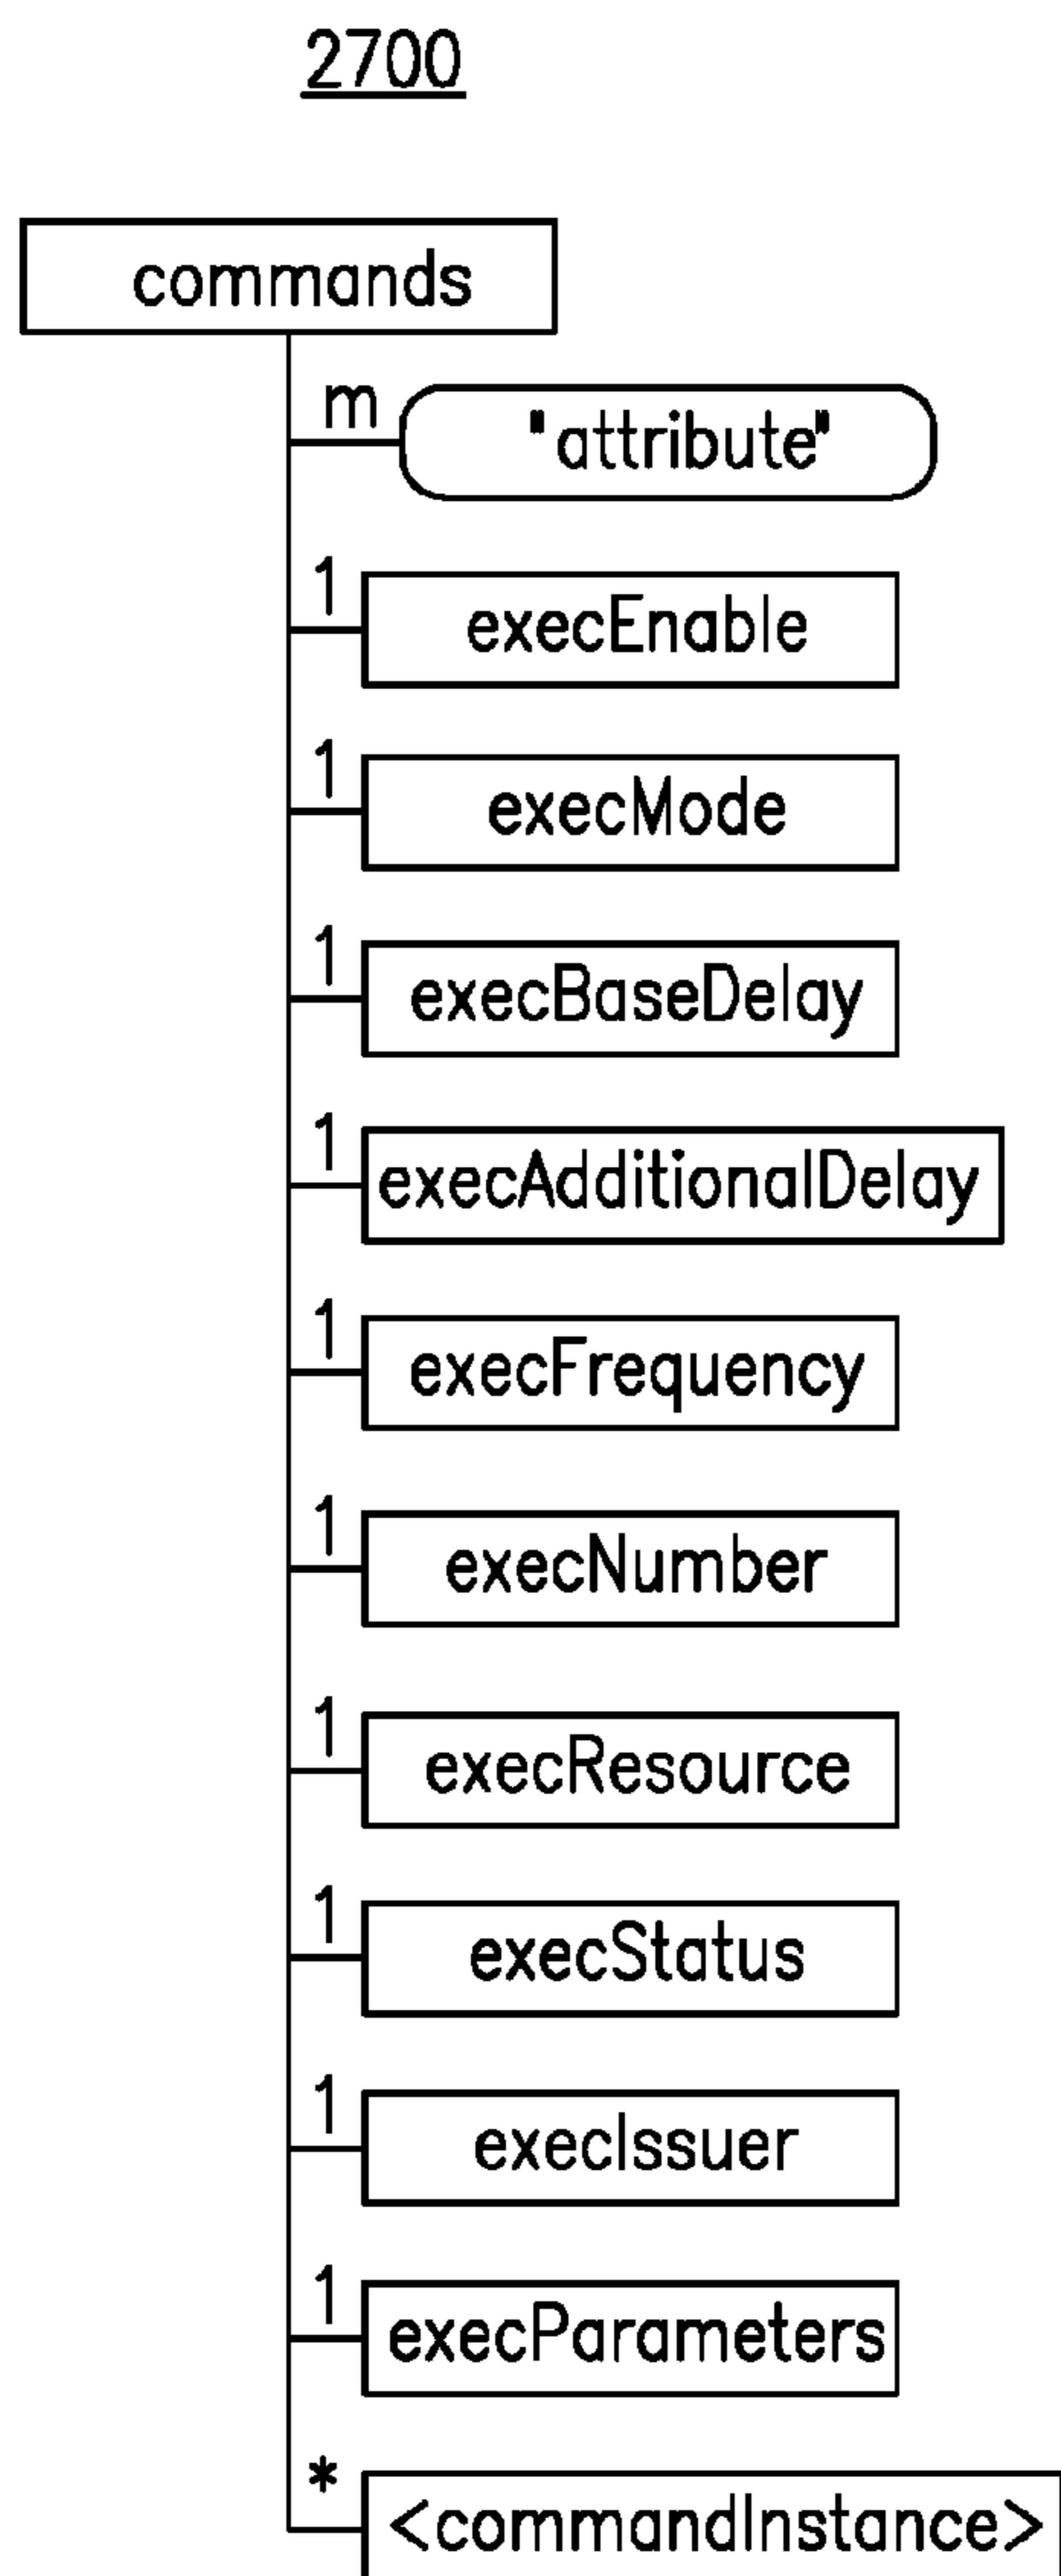 2700
commands
m
"attribute"
1
execEnable
1
execMode
1
execBaseDelay
1
execAdditionalDelay
1
execFrequency
1
execNumber
1
execResource
1
execStatus
1
execIssuer
1
execParameters
*
<commandInstance>